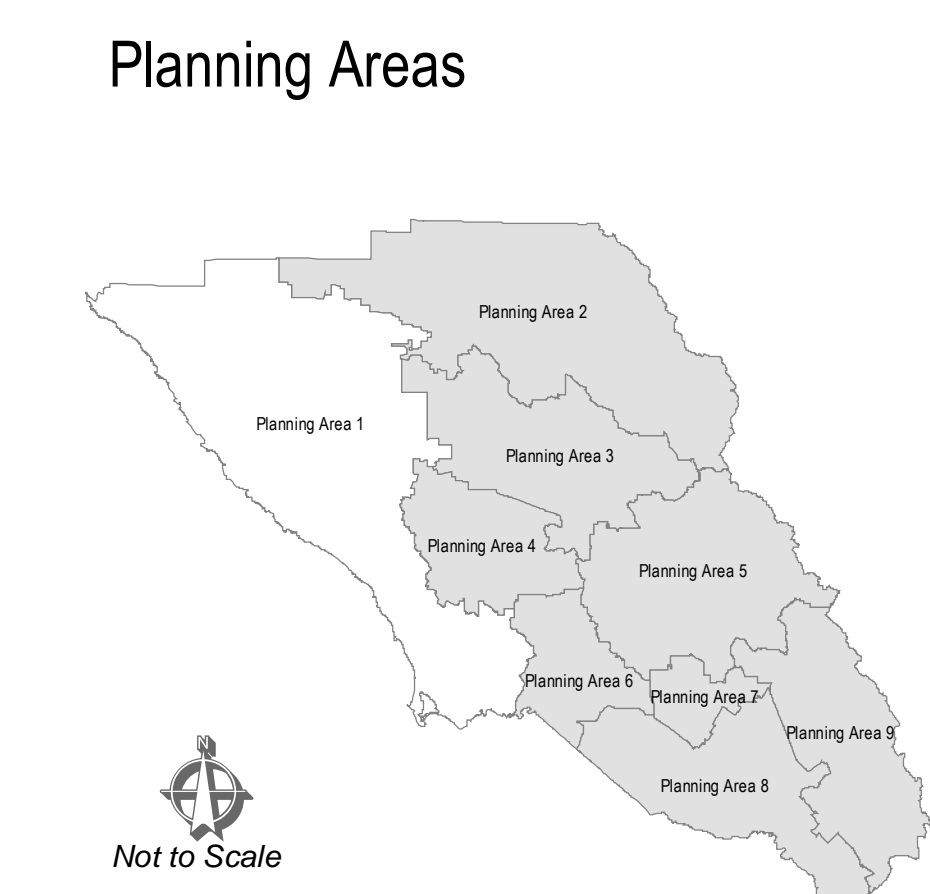 Planning Areas
Planning Area 2
Planning Area 1
Planning Area 3
Planning Area 4
Planning Area 5
Planning Area 6
Planning Area 7
Planning Area 9
Planning Area 8
N
Not to Scale